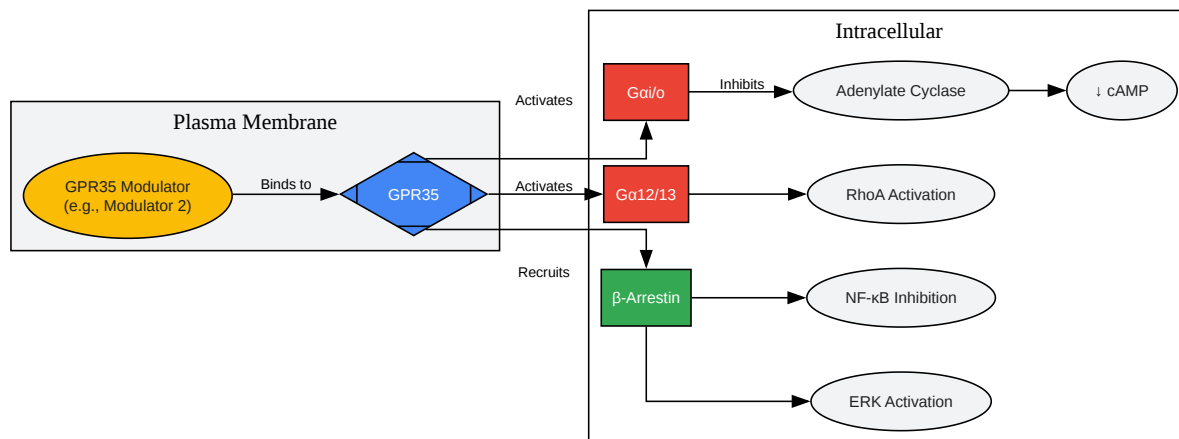 Intracellular
Plasma Membrane
GPR35 Modulator
(e.g., Modulator 2)
Binds to
GPR35
Activates
Gαi/o
Inhibits
Adenylate Cyclase
↓ cAMP
Activates
Gα12/13
RhoA Activation
Recruits
β-Arrestin
NF-κB Inhibition
ERK Activation